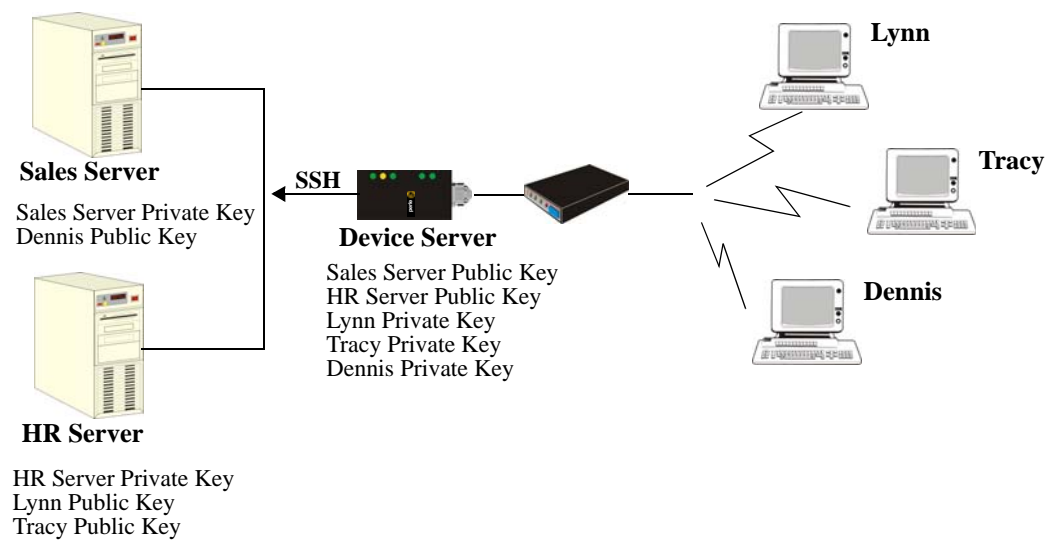 Sales Server
Sales Server Private Key
Dennis Public Key
HR Server
HR Server Private Key
Lynn Public Key
Tracy Public Key
SSH
perle
Device Server
Sales Server Public Key
HR Server Public Key
Lynn Private Key
Tracy Private Key
Dennis Private Key
Lynn
Tracy
Dennis